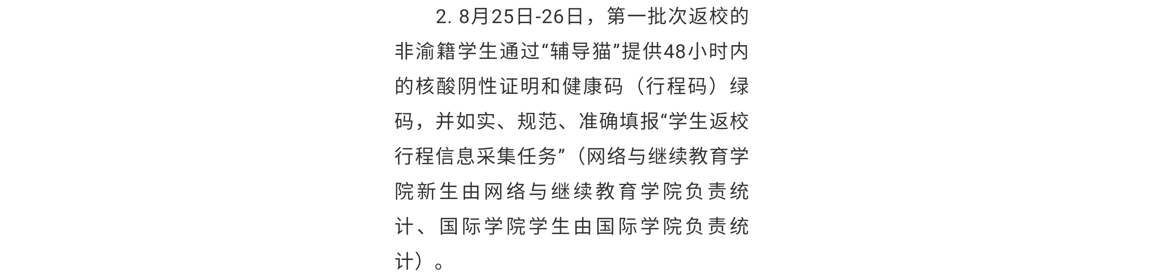 2. 8月25日-26日，第一批次返校的
非渝籍学生通过“辅导猫”提供48小时内
的核酸阴性证明和健康码（行程码）绿
码，并如实、规范、准确填报“学生返校
行程信息采集任务”（网络与继续教育学
院新生由网络与继续教育学院负责统
计、国际学院学生由国际学院负责统
计）。